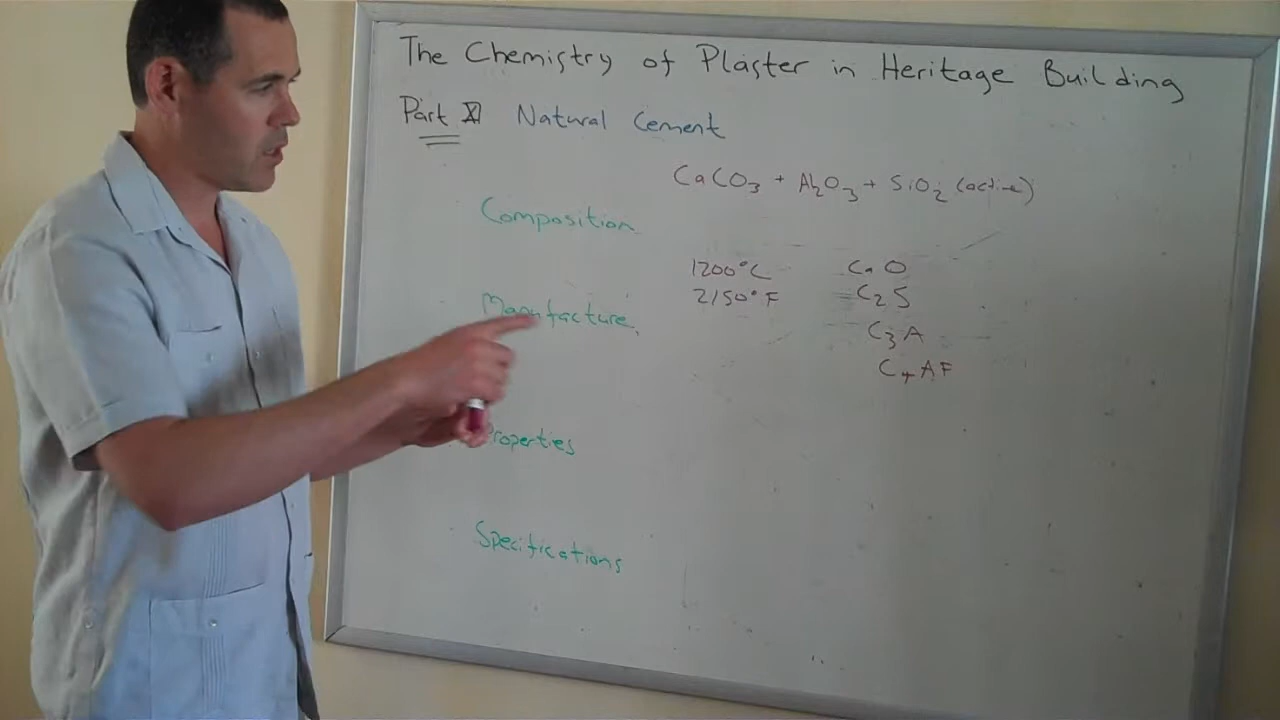 The Chemistry of Plaster in Heritage Building
Part XI Natural Cement
CaCO3 + Al2O3 + SiO2 (active)
Composition
1200°C CaO
2150°F C2S
Manufacture
C3A
C4AF
Properties
Specifications